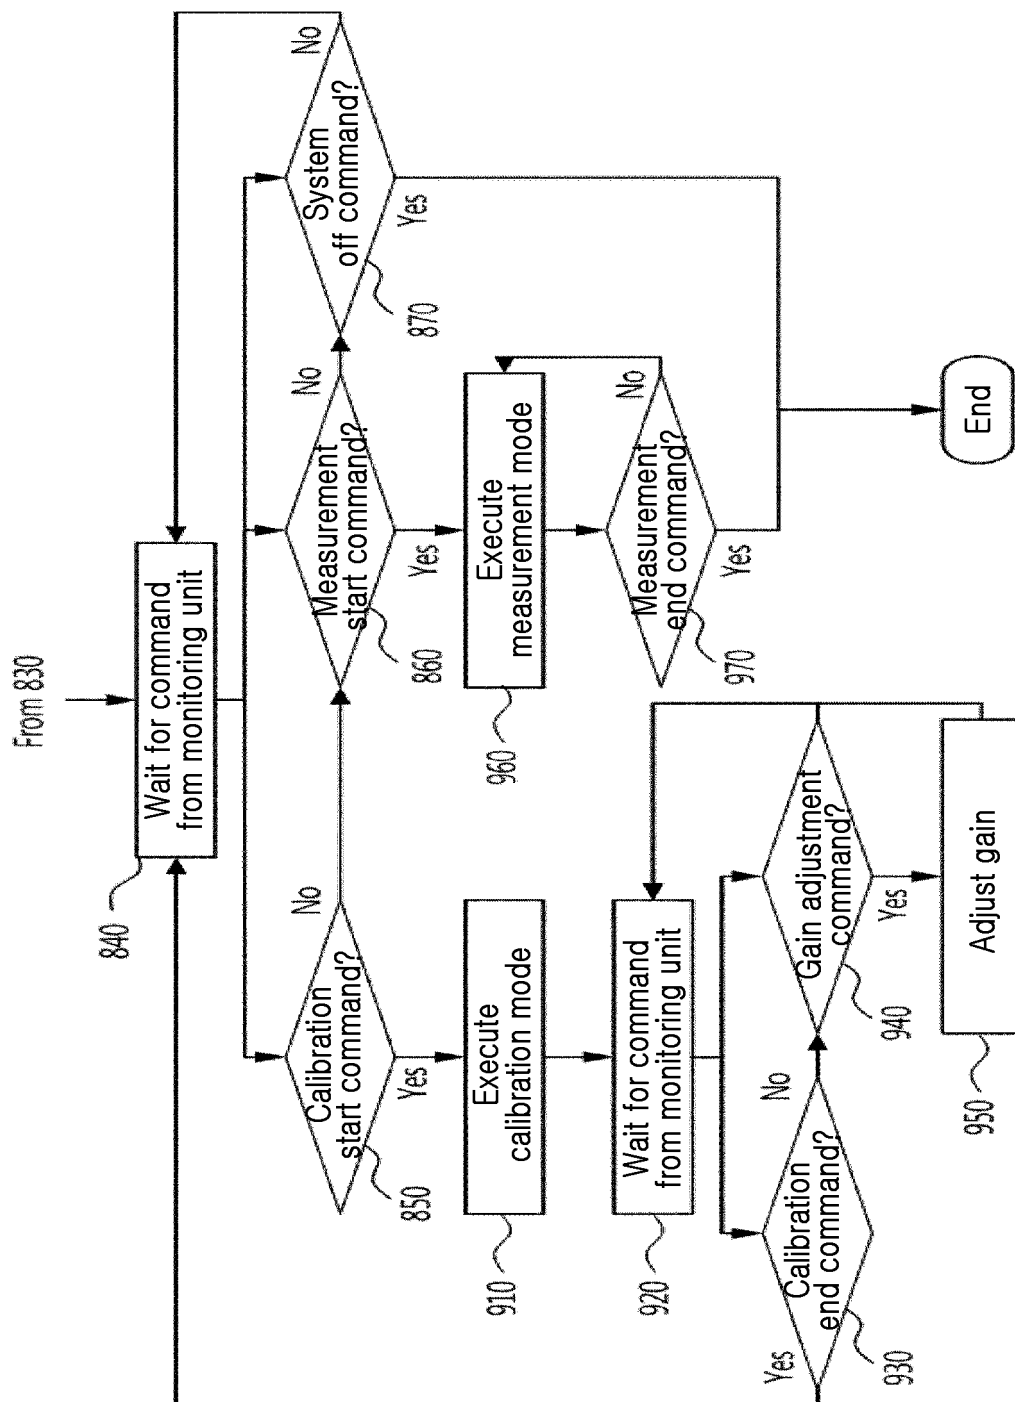 From 830
Wait for command
from monitoring unit
840
Calibration
start command?
No
Yes
850
Measurement
start command?
No
Yes
860
System
off command?
No
Yes
870
Execute
calibration mode
910
Execute
measurement mode
960
Wait for command
from monitoring unit
920
Measurement
end command?
No
Yes
970
Calibration
end command?
No
Yes
930
Gain adjustment
command?
Yes
940
Adjust gain
950
End